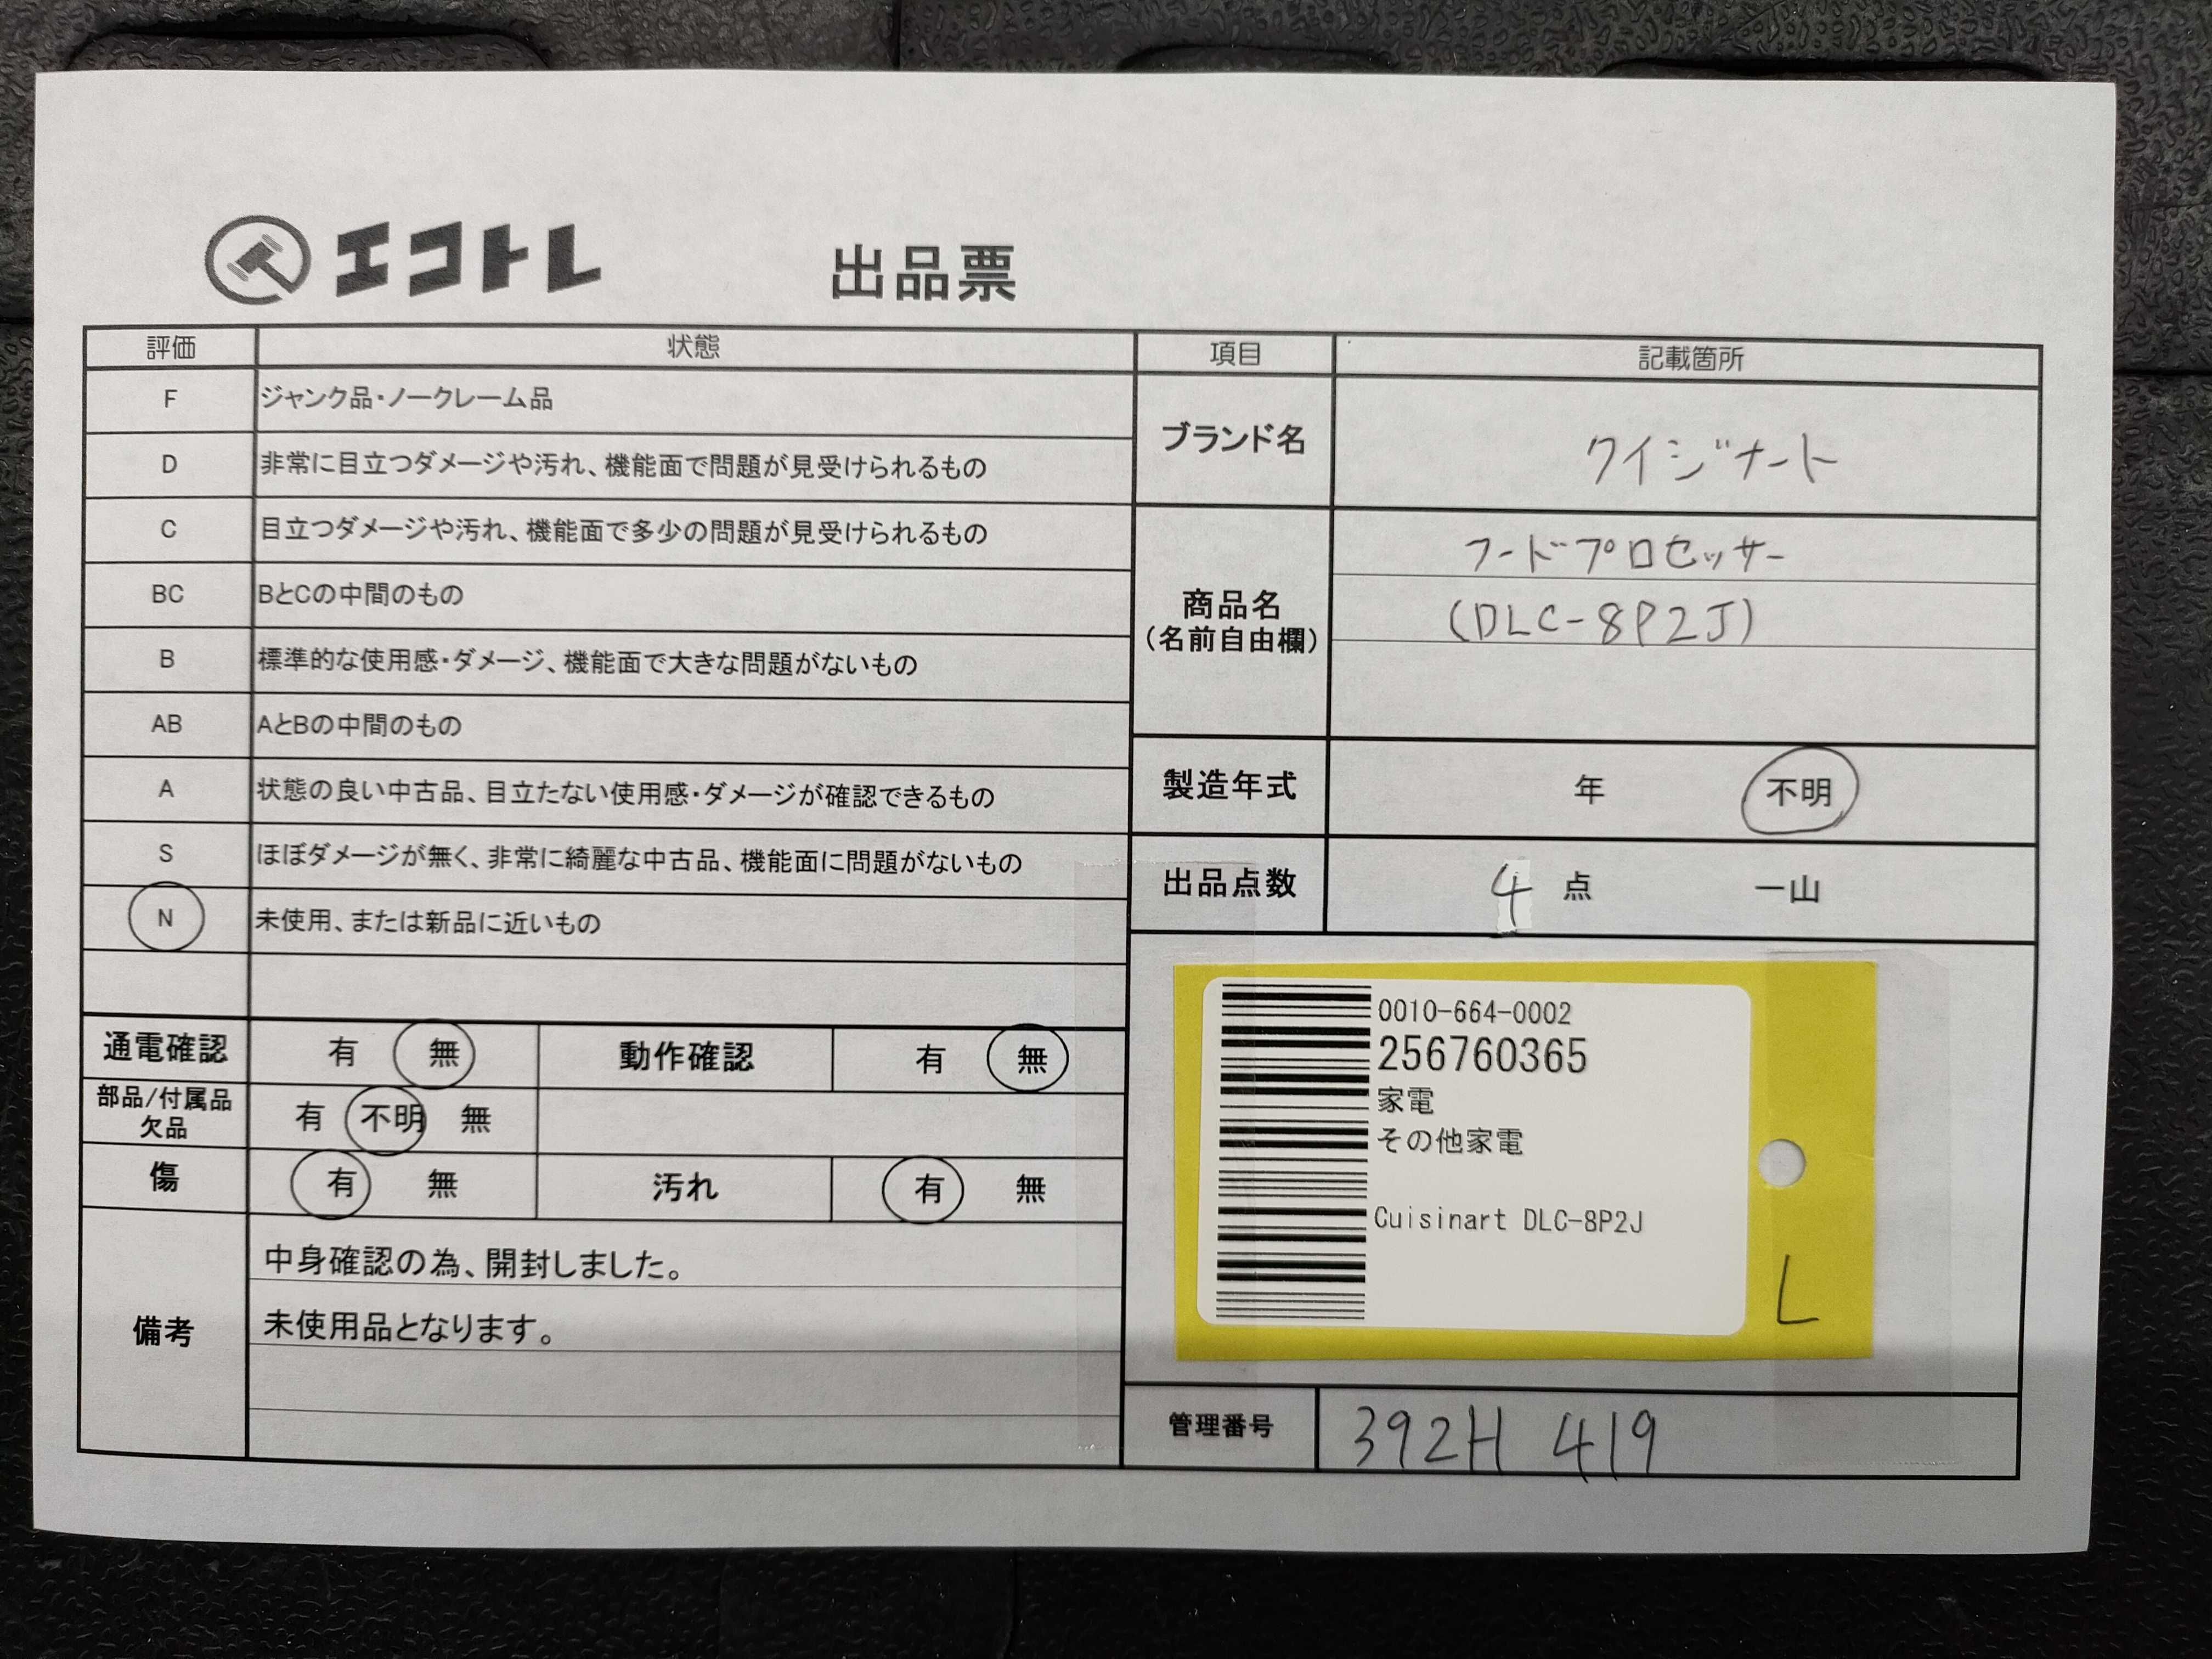 エコトレ 出品票
評価 状態
F ジャンク品・ノークレーム品
D 非常に目立つダメージや汚れ、機能面で問題が見受けられるもの
C 目立つダメージや汚れ、機能面で多少の問題が見受けられるもの
BC BとCの中間のもの
B 標準的な使用感・ダメージ、機能面で大きな問題がないもの
AB AとBの中間のもの
A 状態の良い中古品、目立たない使用感・ダメージが確認できるもの
S ほぼダメージが無く、非常に綺麗な中古品、機能面に問題がないもの
N 未使用、または新品に近いもの
通電確認 有 無 動作確認 有 無
部品/付属品
欠品 有 不明 無
傷 有 無 汚れ 有 無
備考
中身確認の為、開封しました。
未使用品となります。
項目 記載箇所
ブランド名 クイジナート
商品名
(名前自由欄)
フードプロセッサー
(DLC-8P2J)
製造年式 年 不明
出品点数 4 点 一山
0010-664-0002
256760365
家電
その他家電
Cuisinart DLC-8P2J
L
管理番号 392H 419